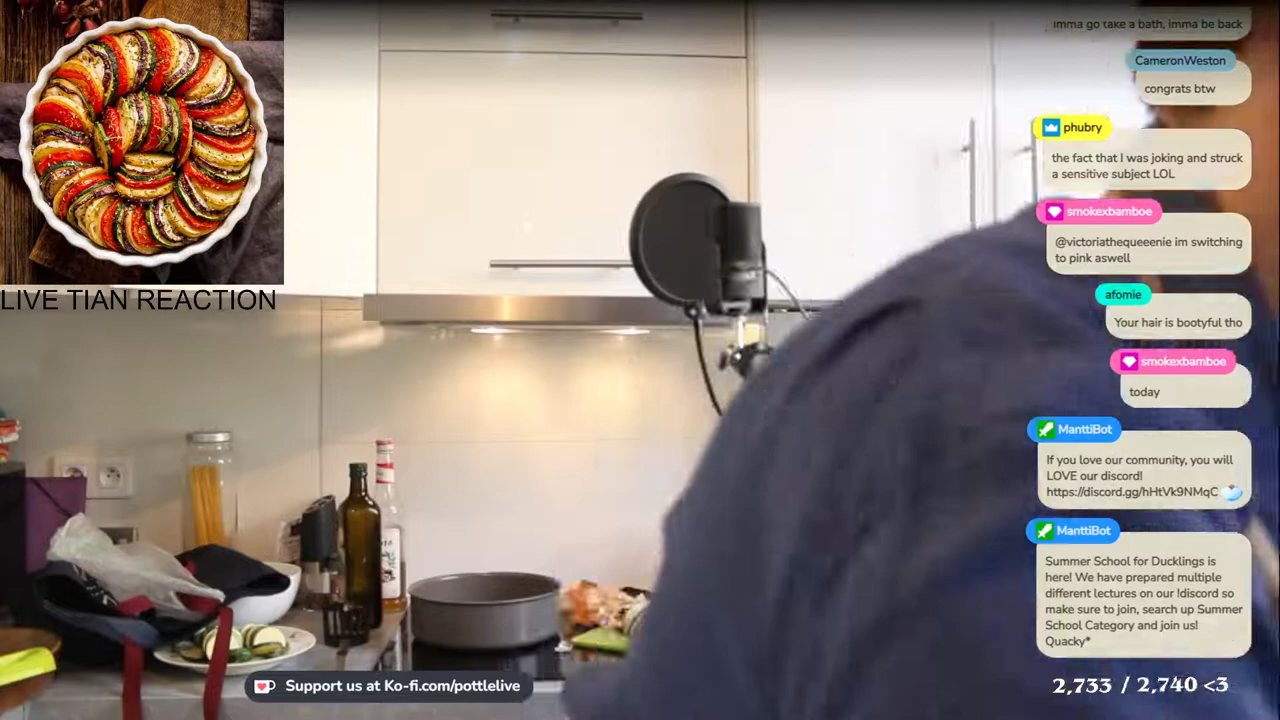 LIVE TIAN REACTION
imma go take a bath, imma be back
CameronWeston
congrats btw
phubry
the fact that I was joking and struck
a sensitive subject LOL
smokexbamboe
@victoriathequeeenie im switching
to pink aswell
afomie
Your hair is bootyful tho
smokexbamboe
today
ManttiBot
If you love our community, you will
LOVE our discord!
https://discord.gg/hHtVk9NMqC
ManttiBot
Summer School for Ducklings is
here! We have prepared multiple
different lectures on our !discord so
make sure to join, search up Summer
School Category and join us!
Quacky*
Support us at Ko-fi.com/pottlelive
2,733 / 2,740 <3